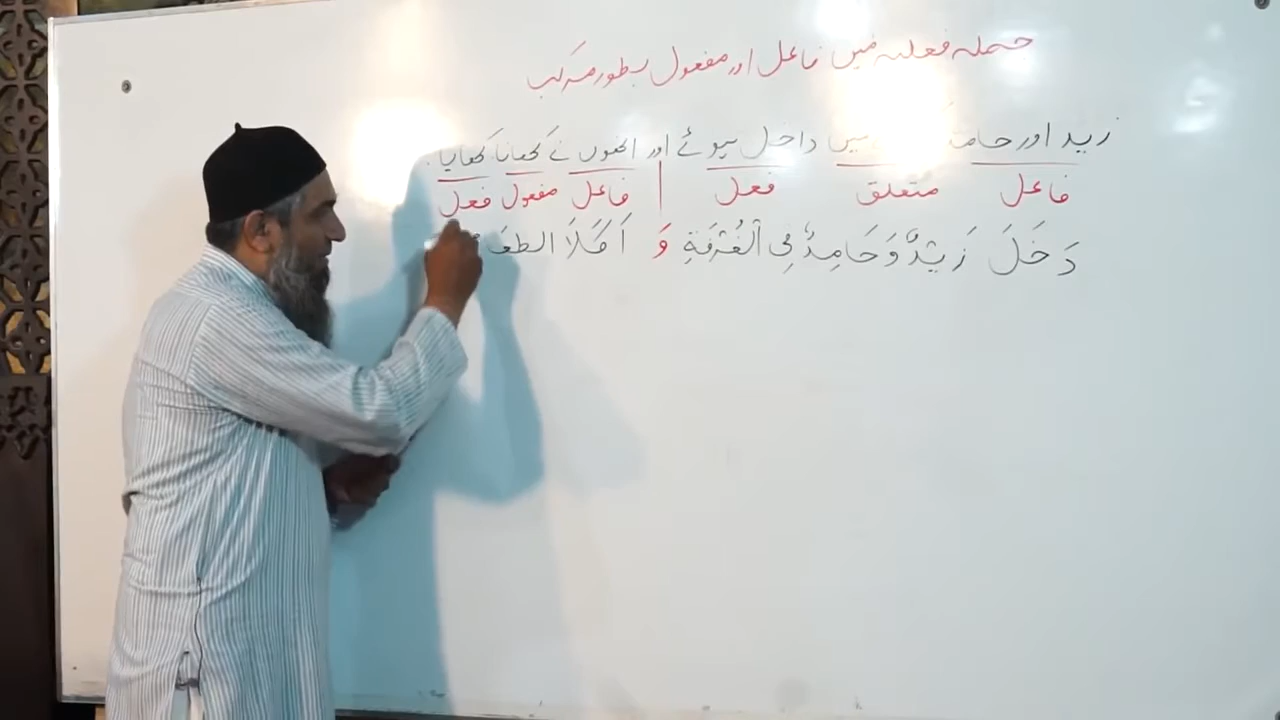 جملہ فعلیہ میں فاعل اور مفعول بطور مرکب
زید اور حامد میں داخل ہوئے اور انھوں نے کھانا کھایا۔
فاعل متعلق فعل | فاعل مفعول فعل
دَخَلَ زَیْدٌ وَحَامِدٌ فِی الْغُرْفَةِ وَ اَکَلَا الطعَ